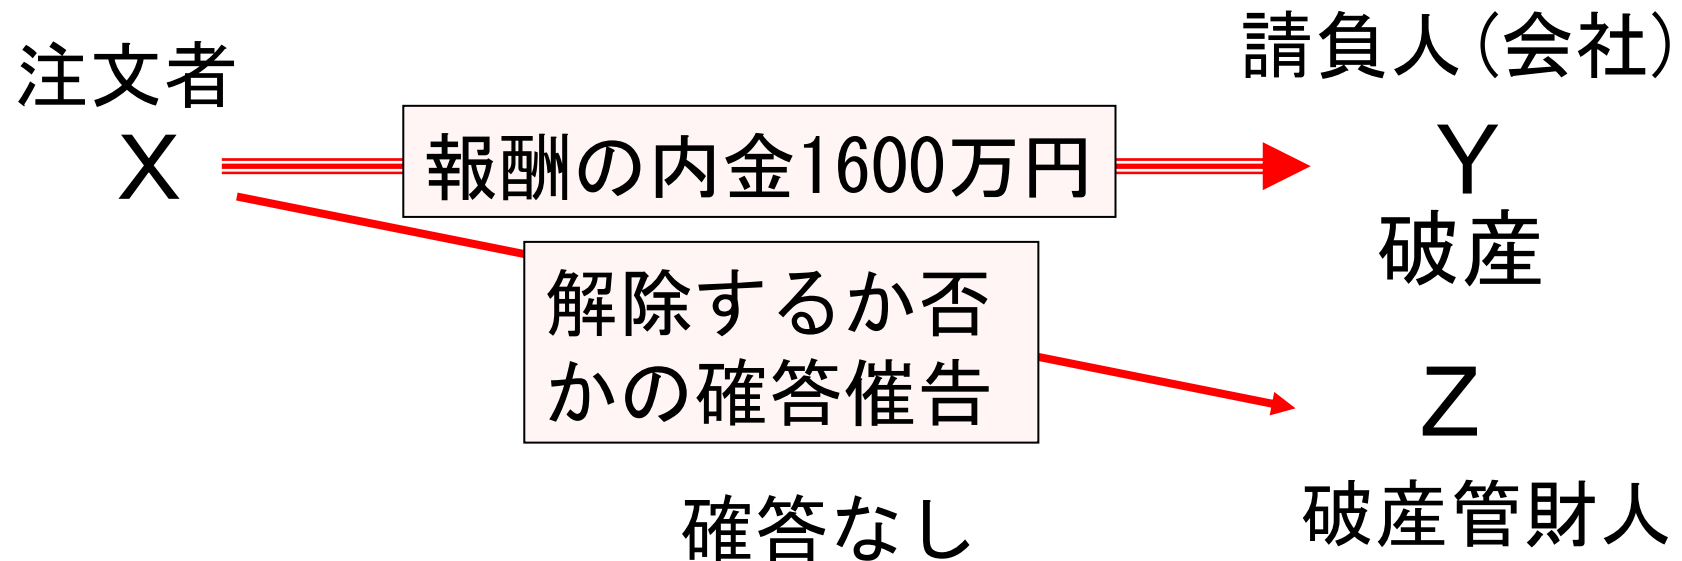 注文者
X
報酬の内金1600万円
請負人(会社)
Y
破産
解除するか否
かの確答催告
Z
破産管財人
確答なし